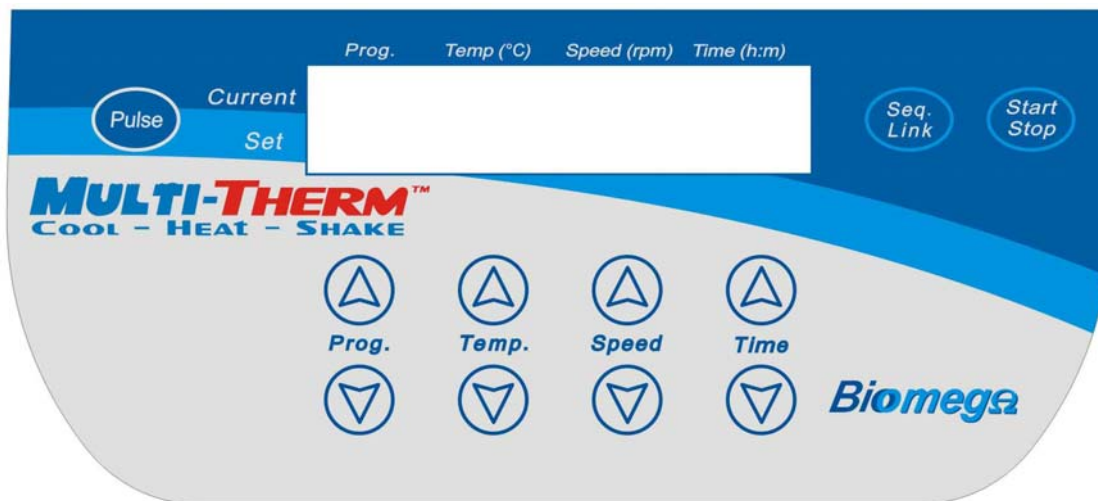 Prog. Temp (°C) Speed (rpm) Time (h:m)
Current
Set
Pulse
Seq.
Link
Start
Stop
MULTI-THERM™
COOL – HEAT – SHAKE
Prog. Temp. Speed Time
BiomegΩ